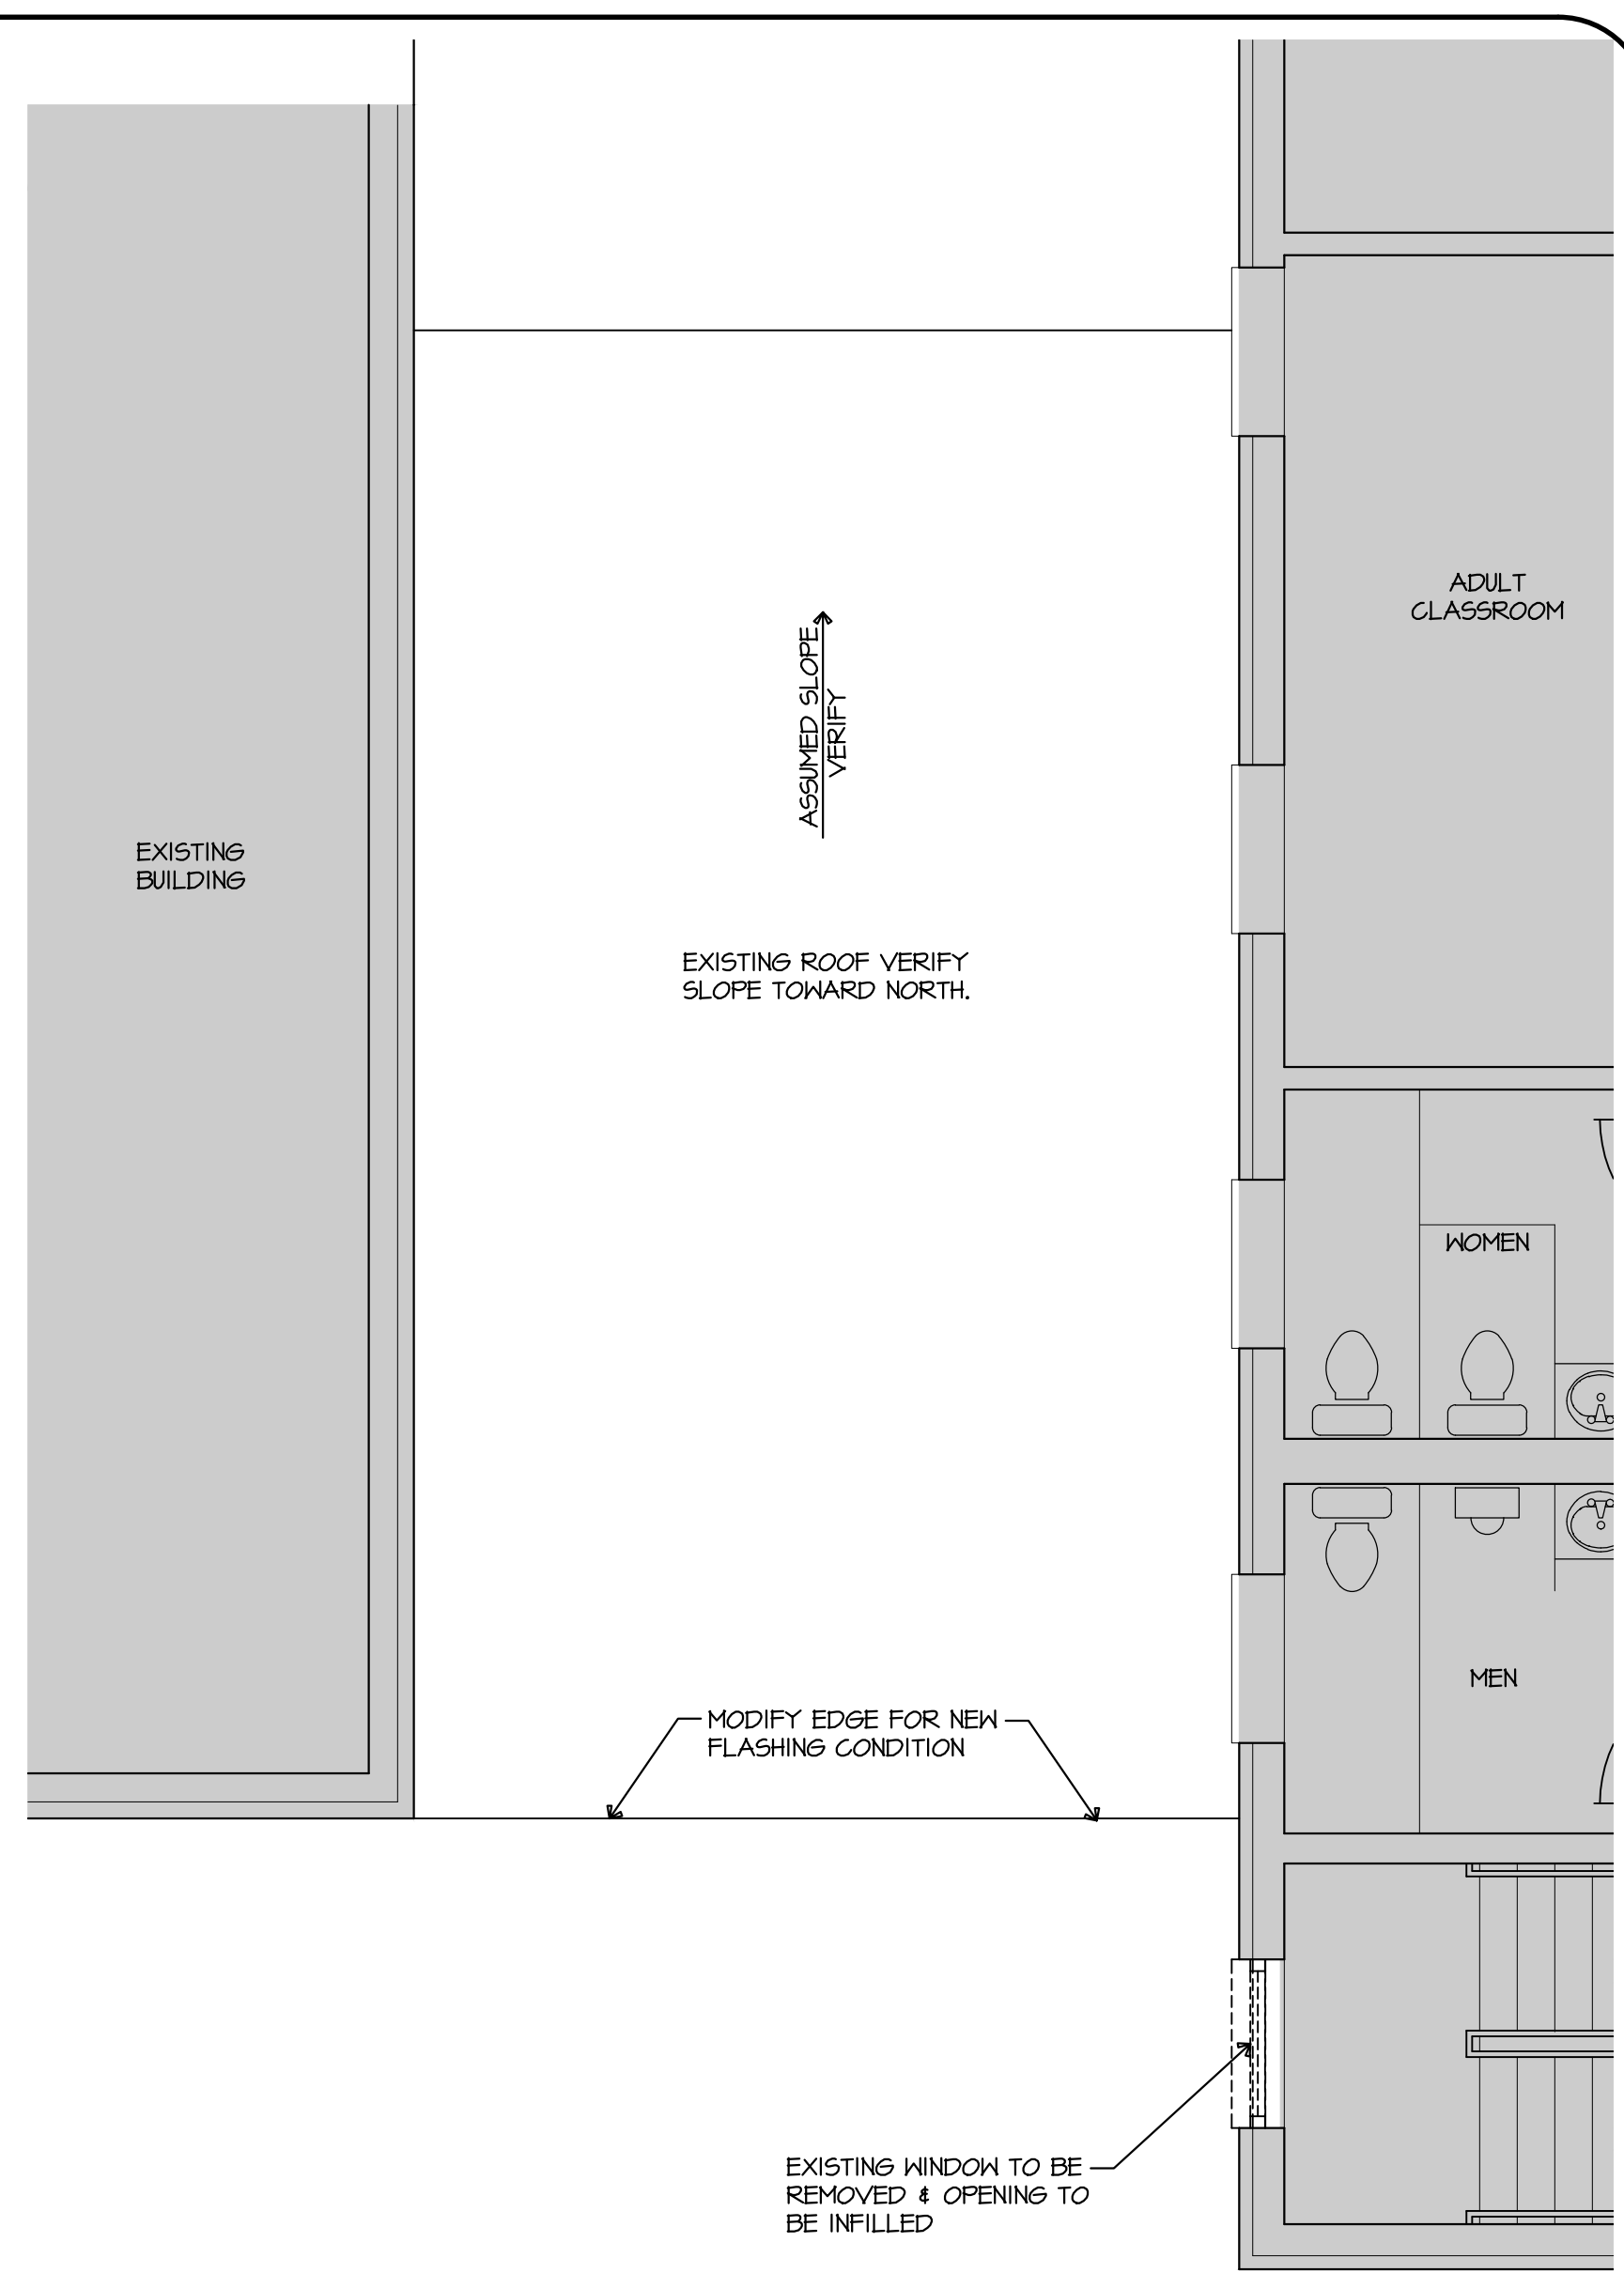 ADULT
CLASSROOM
ASSUMED SLOPE
VERIFY
EXISTING
BUILDING
EXISTING ROOF VERIFY
SLOPE TOWARD NORTH.
WOMEN
MEN
MODIFY EDGE FOR NEW
FLASHING CONDITION
EXISTING WINDOW TO BE
REMOVED & OPENING TO
BE INFILLED